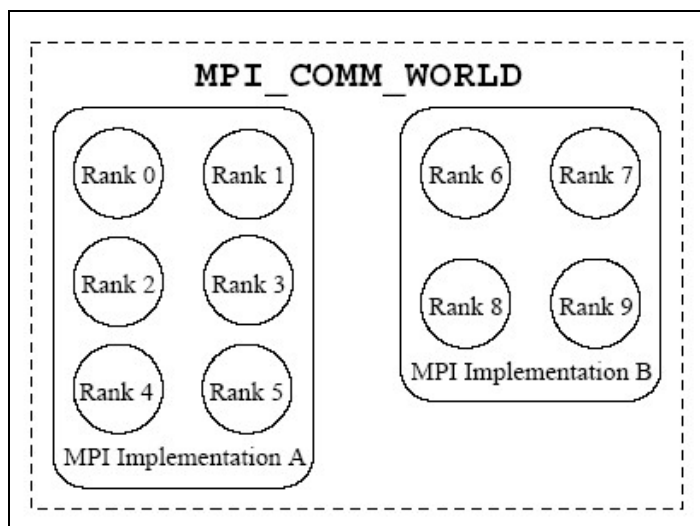 MPI_COMM_WORLD
Rank 0
Rank 1
Rank 2
Rank 3
Rank 4
Rank 5
MPI Implementation A
Rank 6
Rank 7
Rank 8
Rank 9
MPI Implementation B